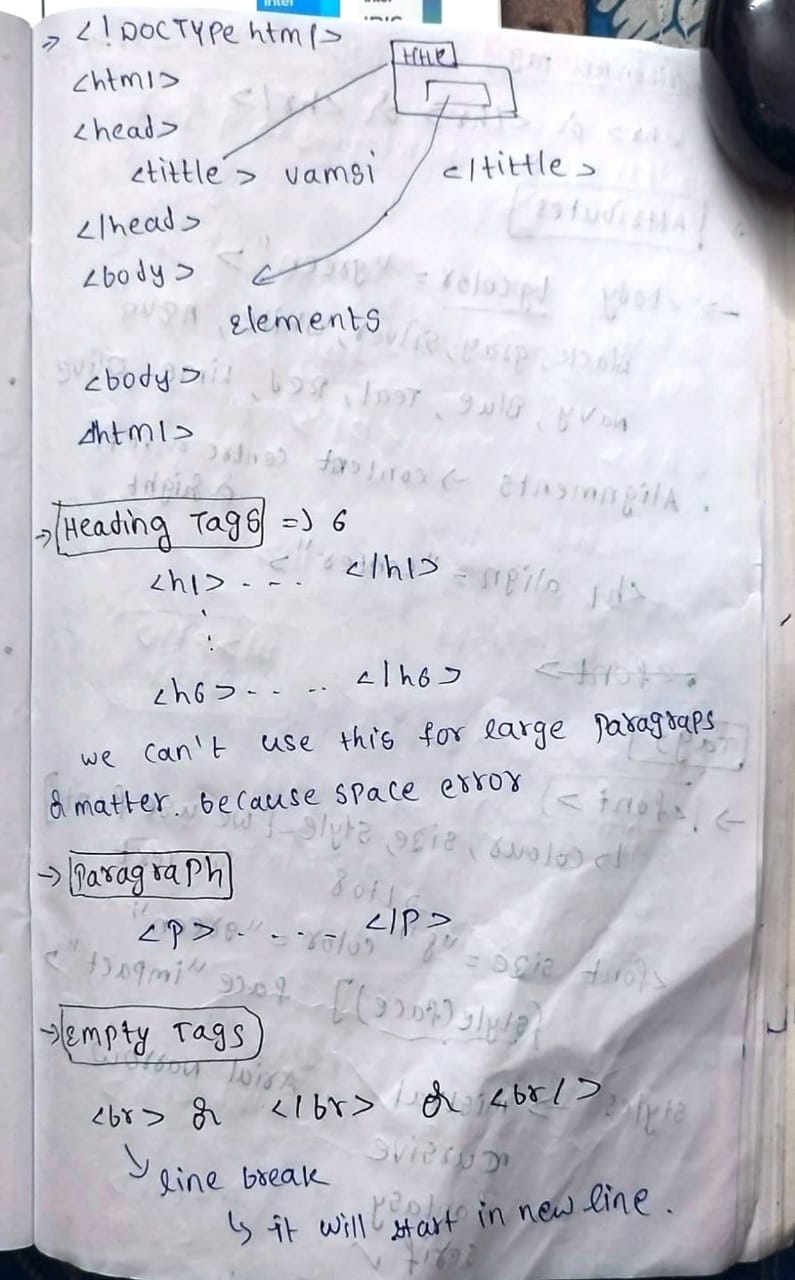 → <!DOCTYPE html>
title
<html>
<head>
<tittle> vamsi </tittle>
</head>
<body>
elements
<body>
</html>
→ Heading Tags => 6
<h1> - - - </h1>
<h6> - - - - </h6>
we can't use this for large paragraps
& matter. because space error
→ Paragraph
<P> - - - - </P>
→ Empty Tags
<br> & </br> & <br/>
line break
↳ it will start in new line.